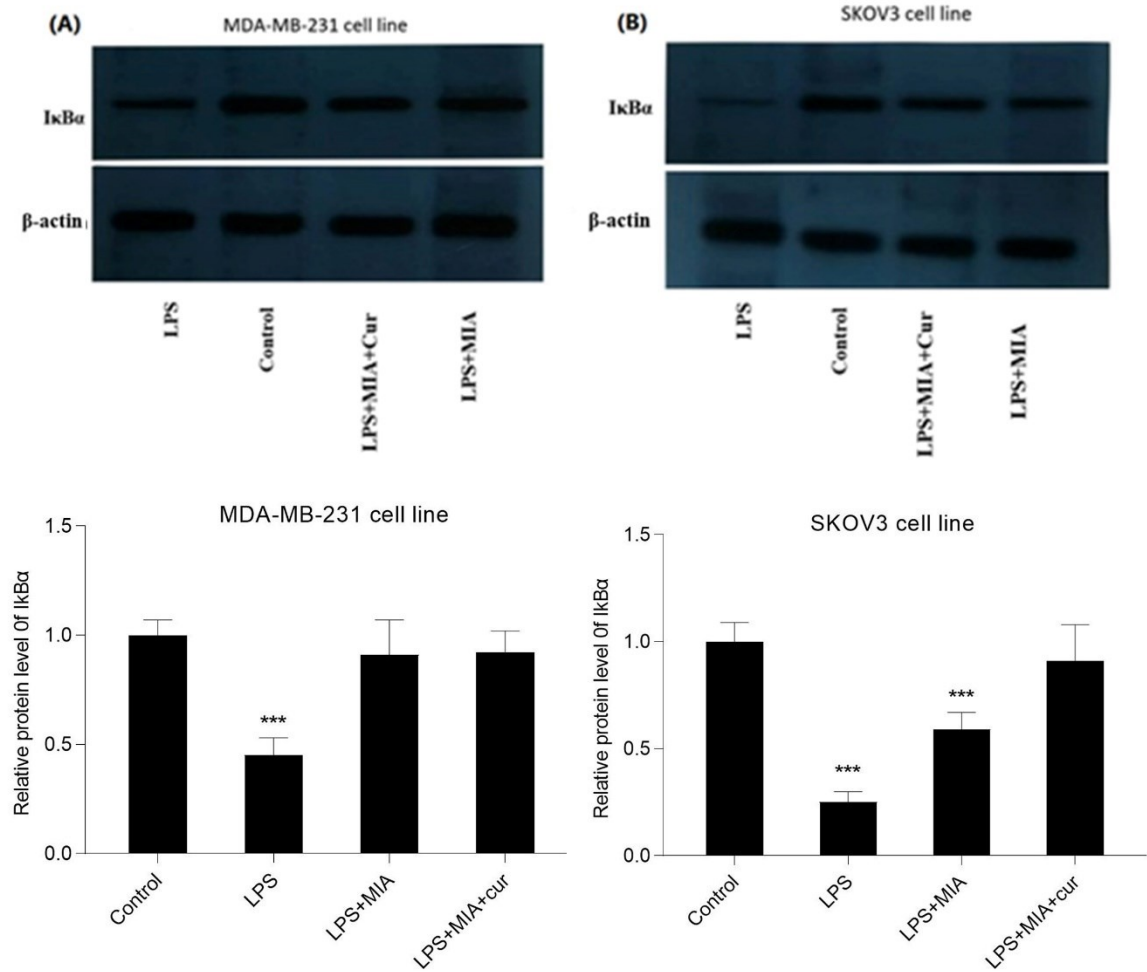 (A)
MDA-MB-231 cell line
IκBα
β-actin
LPS
Control
LPS+MIA+Cur
LPS+MIA
(B)
SKOV3 cell line
IκBα
β-actin
LPS
Control
LPS+MIA+Cur
LPS+MIA
MDA-MB-231 cell line
Relative protein level 0f IkBα
1.5
1.0
0.5
0.0
***
Control
LPS
LPS+MIA
LPS+MIA+cur
SKOV3 cell line
Relative protein level 0f IkBα
1.5
1.0
0.5
0.0
***
***
Control
LPS
LPS+MIA
LPS+MIA+cur